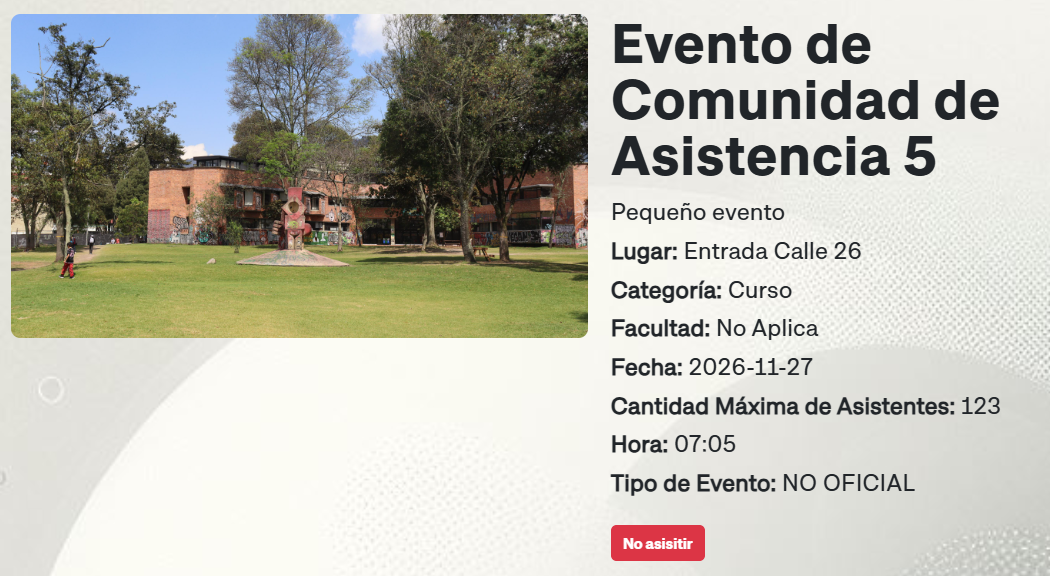 Evento de
Comunidad de
Asistencia 5
Pequeño evento
Lugar: Entrada Calle 26
Categoría: Curso
Facultad: No Aplica
Fecha: 2026-11-27
Cantidad Máxima de Asistentes: 123
Hora: 07:05
Tipo de Evento: NO OFICIAL
No asisitir